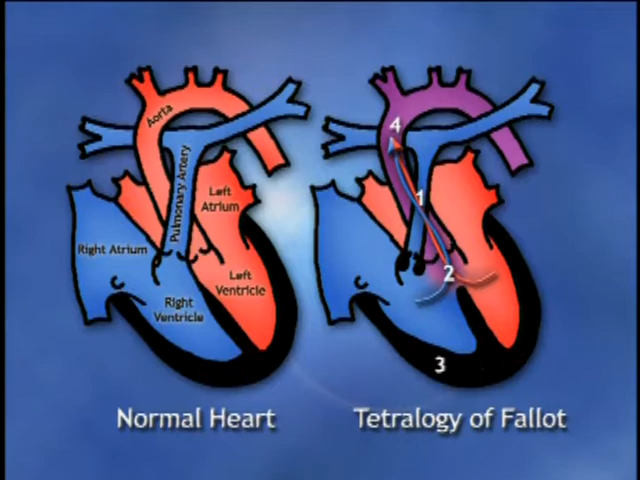 Aorta
Pulmonary Artery
Left
Atrium
Right Atrium
Left
Ventricle
Right
Ventricle
4
1
2
3
Normal Heart
Tetralogy of Fallot